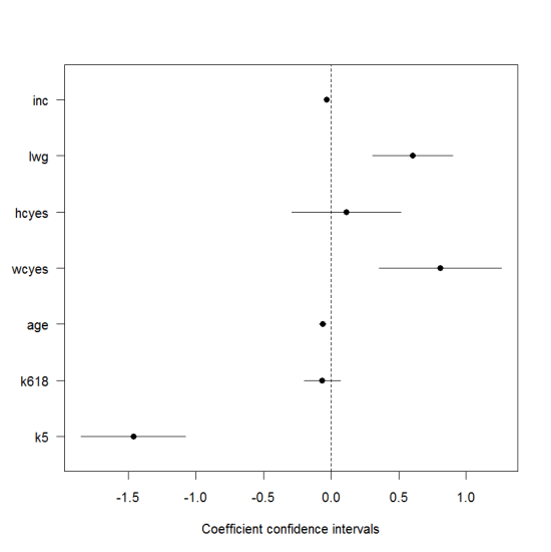 inc
lwg
hcyes
wcyes
age
k618
k5
-1.5 -1.0 -0.5 0.0 0.5 1.0
Coefficient confidence intervals